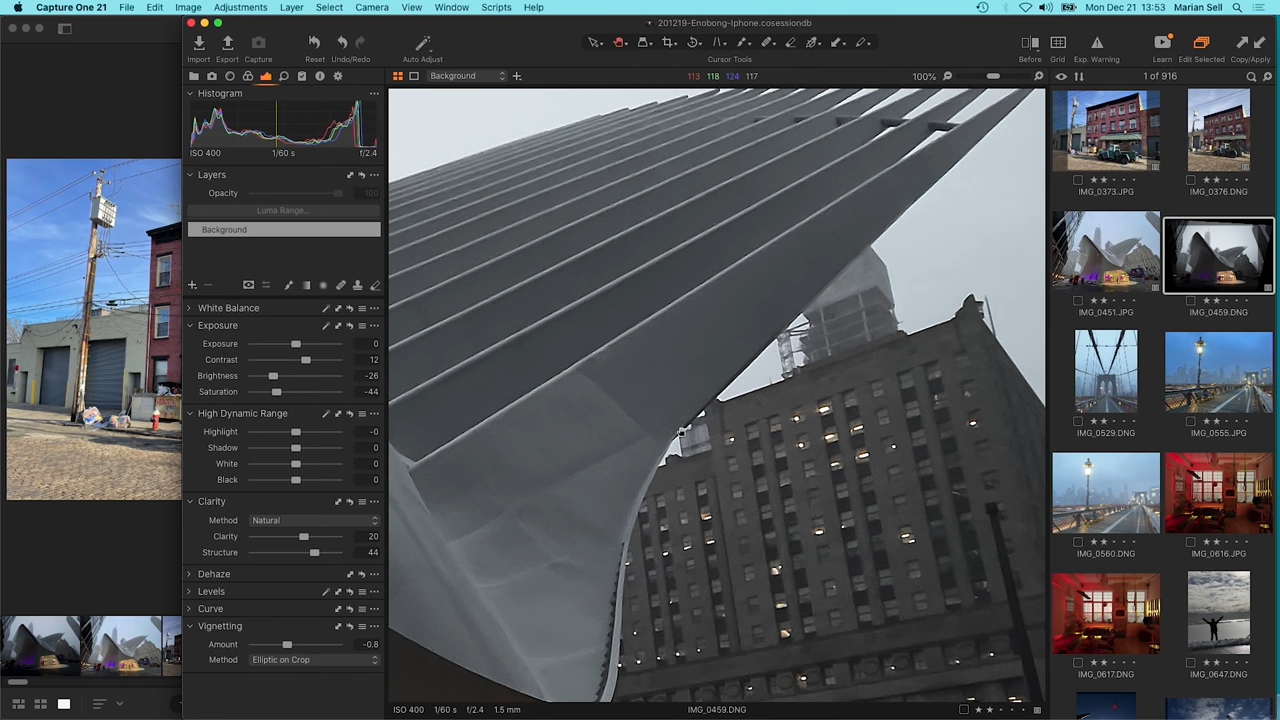 Capture One 21 File Edit Image Adjustments Layer Select Camera View Window Scripts Help Mon Dec 21 13:53 Marian Sell
201219-Enobong-Iphone.cosessiondb
Import Export Capture Reset Undo/Redo Auto Adjust Cursor Tools Before Grid Exp. Warning Learn Edit Selected Copy/Apply
Background 113 118 124 117 100% 1 of 916
Histogram
ISO 400 1/60 s f/2.4
Layers
Opacity 100
Luma Range...
Background
White Balance
Exposure
Exposure 0
Contrast 12
Brightness -26
Saturation -44
High Dynamic Range
Highlight -0
Shadow 0
White 0
Black 0
Clarity
Method Natural
Clarity 20
Structure 44
Dehaze
Levels
Curve
Vignetting
Amount -0.8
Method Elliptic on Crop
ISO 400 1/60 s f/2.4 1.5 mm IMG_0459.DNG
IMG_0373.JPG IMG_0376.DNG
IMG_0451.JPG IMG_0459.DNG
IMG_0529.DNG IMG_0555.JPG
IMG_0560.DNG IMG_0616.JPG
IMG_0617.DNG IMG_0647.DNG